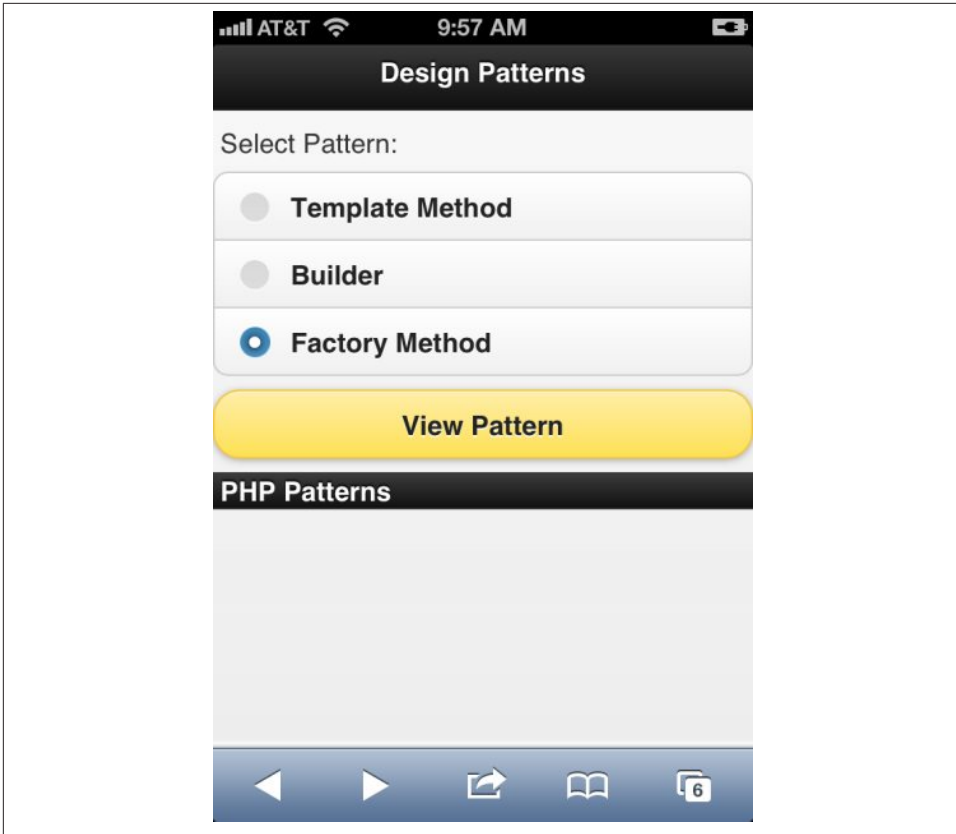 AT&T 9:57 AM
Design Patterns
Select Pattern:
Template Method
Builder
Factory Method
View Pattern
PHP Patterns
6